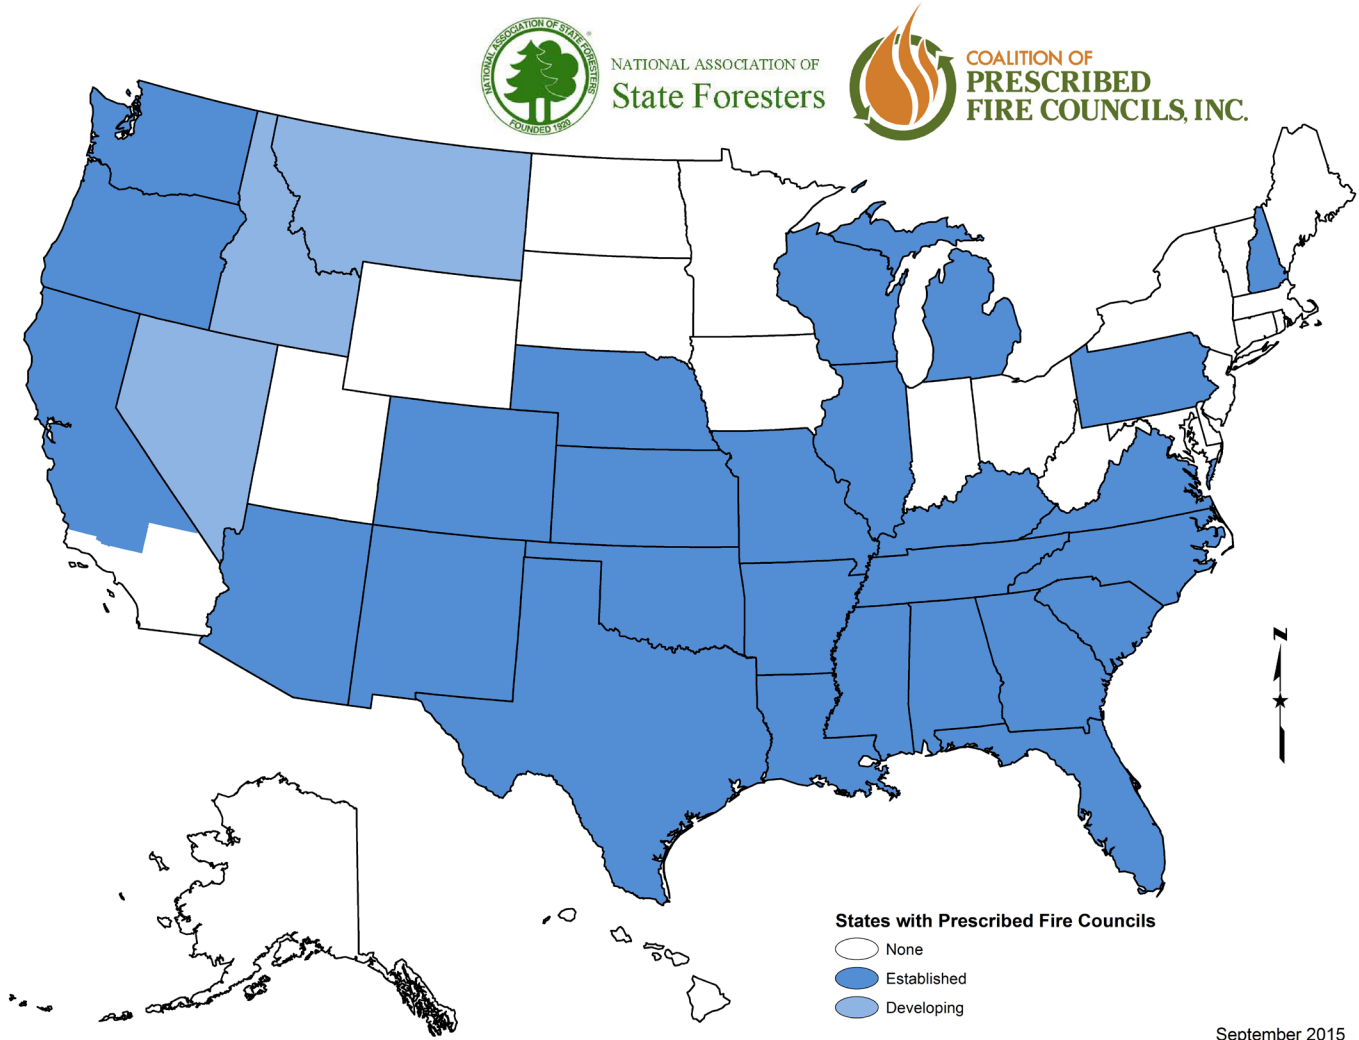 NATIONAL ASSOCIATION OF STATE FORESTERS
FOUNDED 1920
NATIONAL ASSOCIATION OF
State Foresters
COALITION OF
PRESCRIBED
FIRE COUNCILS, INC.
N
States with Prescribed Fire Councils
None
Established
Developing
September 2015